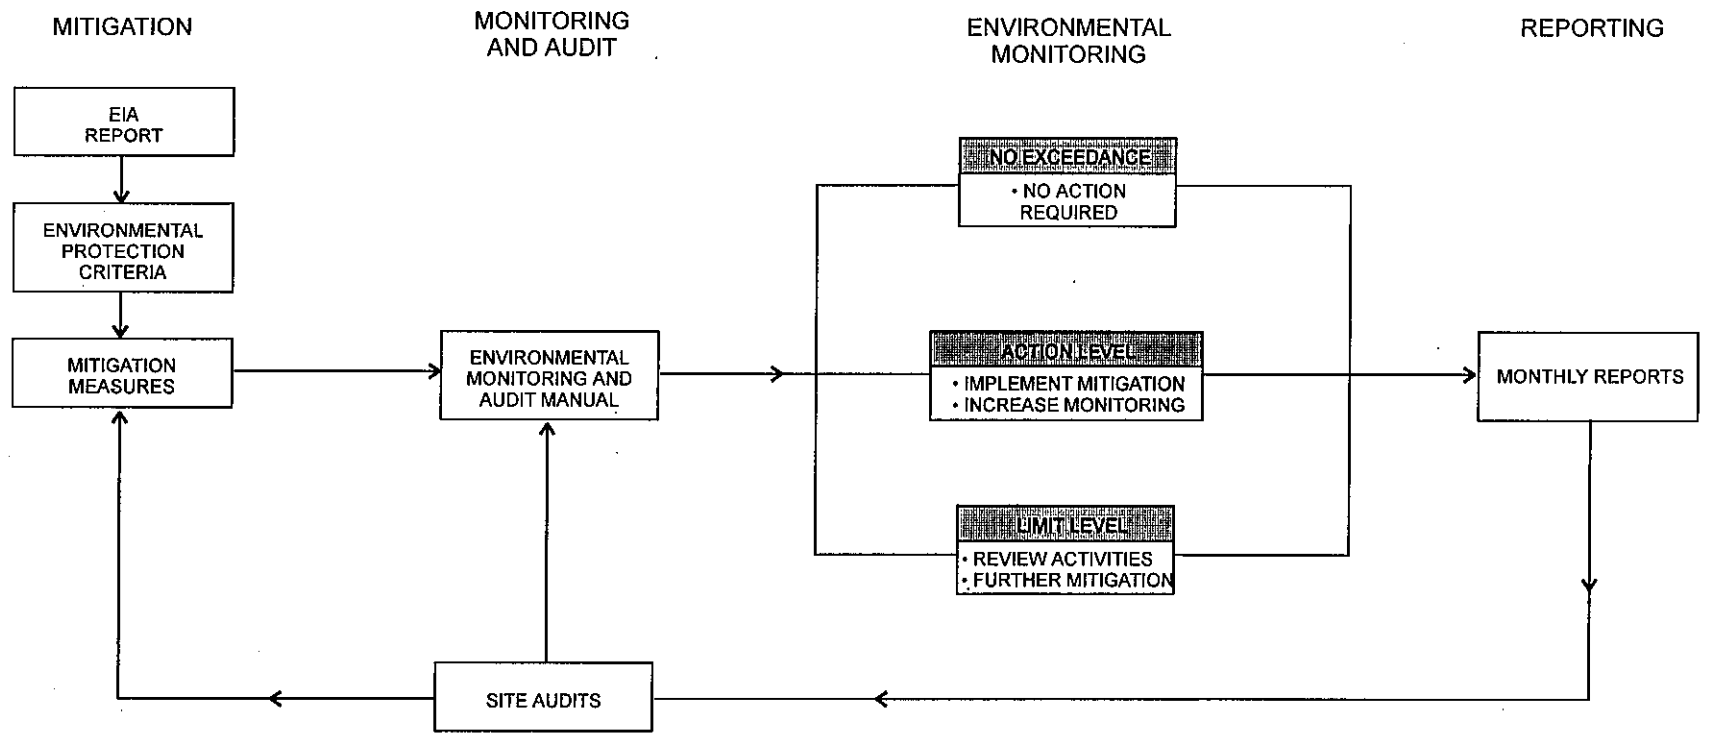 MITIGATION
MONITORING
AND AUDIT
ENVIRONMENTAL
MONITORING
REPORTING
EIA
REPORT
ENVIRONMENTAL
PROTECTION
CRITERIA
MITIGATION
MEASURES
ENVIRONMENTAL
MONITORING AND
AUDIT MANUAL
NO EXCEEDANCE
• NO ACTION
REQUIRED
ACTION LEVEL
• IMPLEMENT MITIGATION
• INCREASE MONITORING
LIMIT LEVEL
• REVIEW ACTIVITIES
• FURTHER MITIGATION
MONTHLY REPORTS
SITE AUDITS